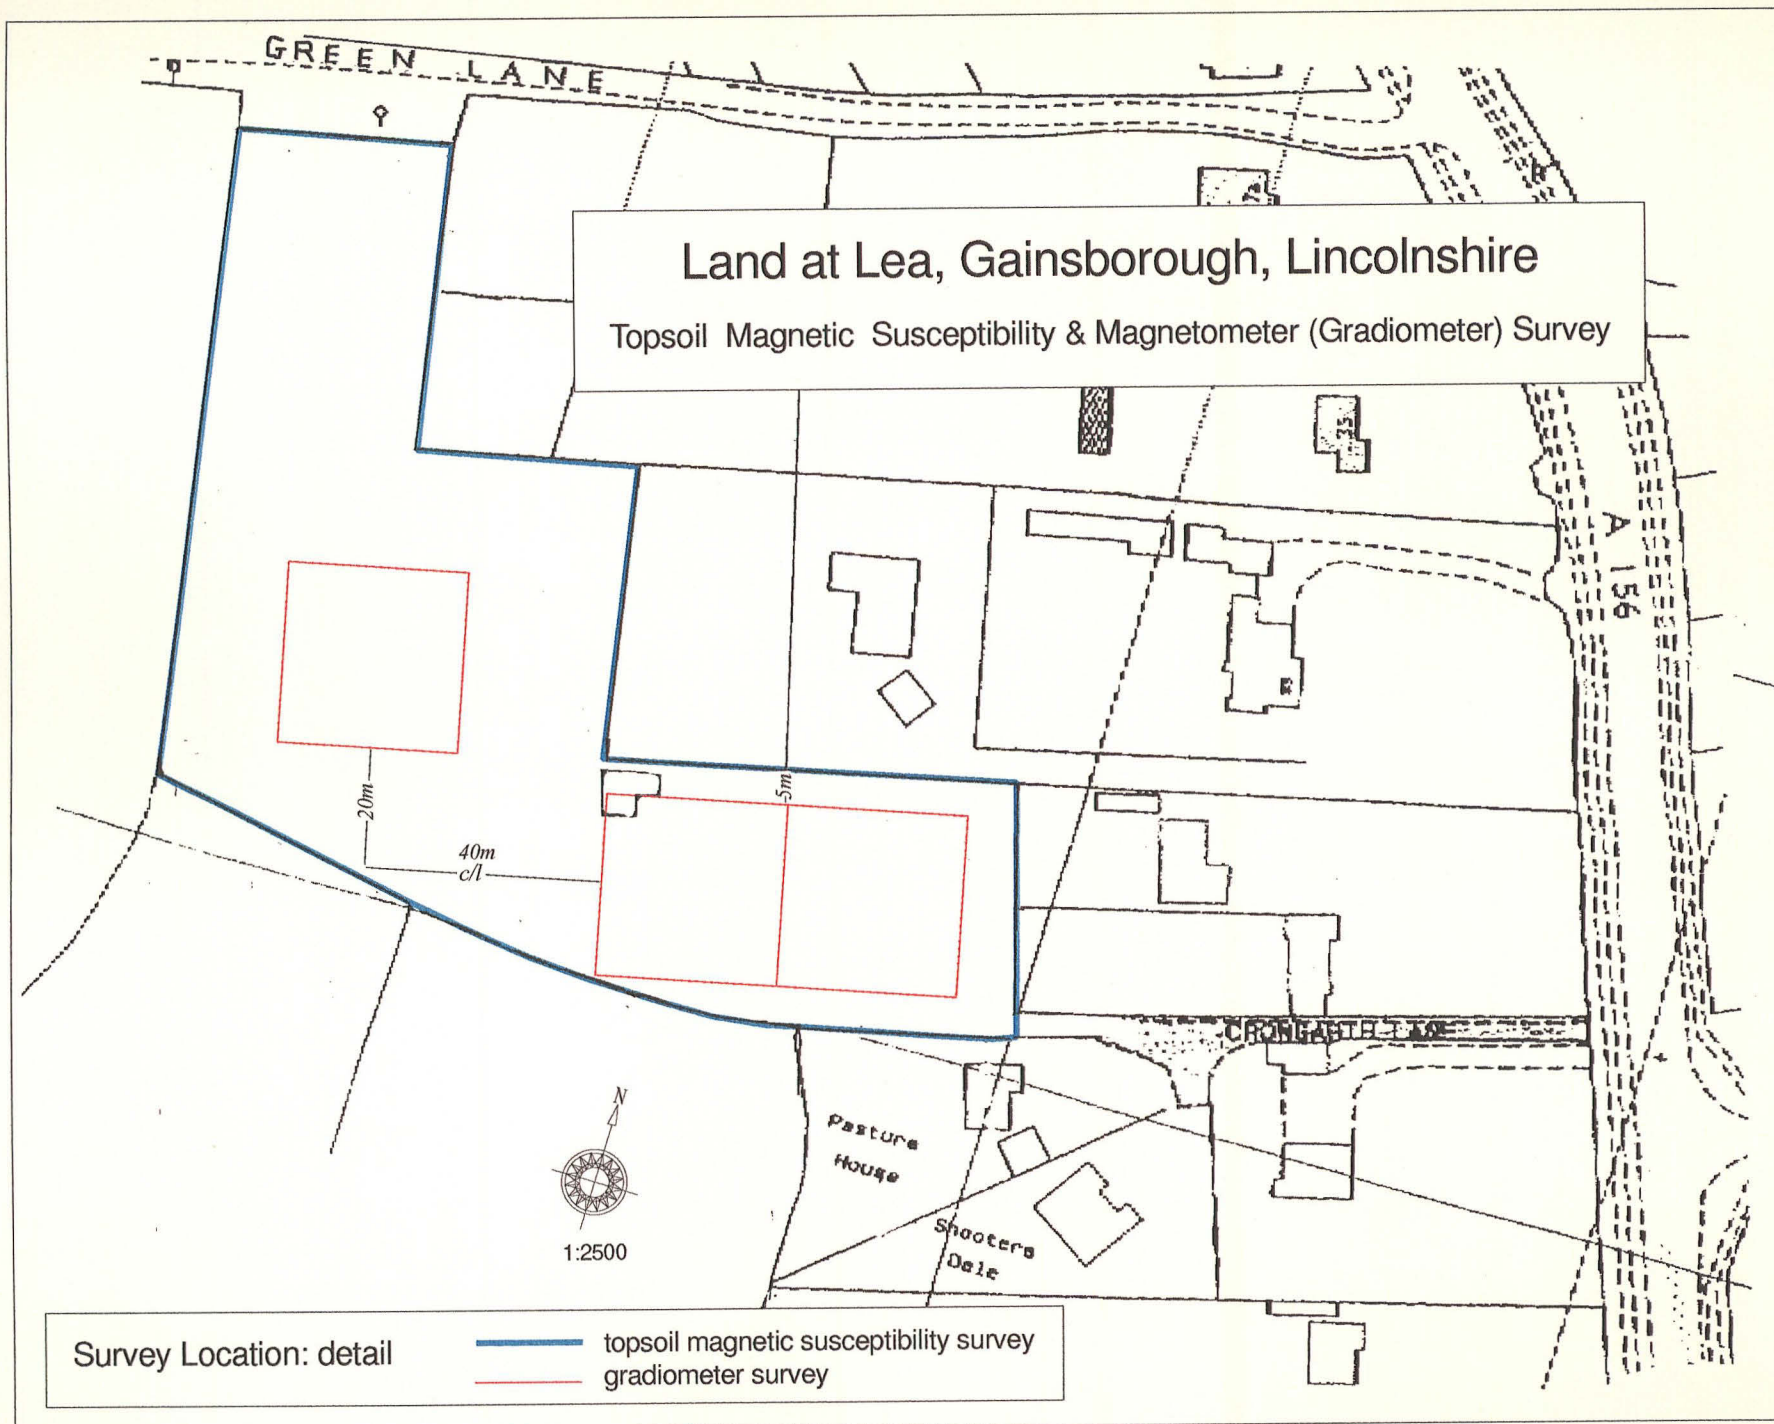 GREEN LANE
Land at Lea, Gainsborough, Lincolnshire
Topsoil Magnetic Susceptibility & Magnetometer (Gradiometer) Survey
35
A 156
5m
20m
40m
c/l
N
1:2500
Pasture
House
Shooters
Dale
Survey Location: detail
topsoil magnetic susceptibility survey
gradiometer survey